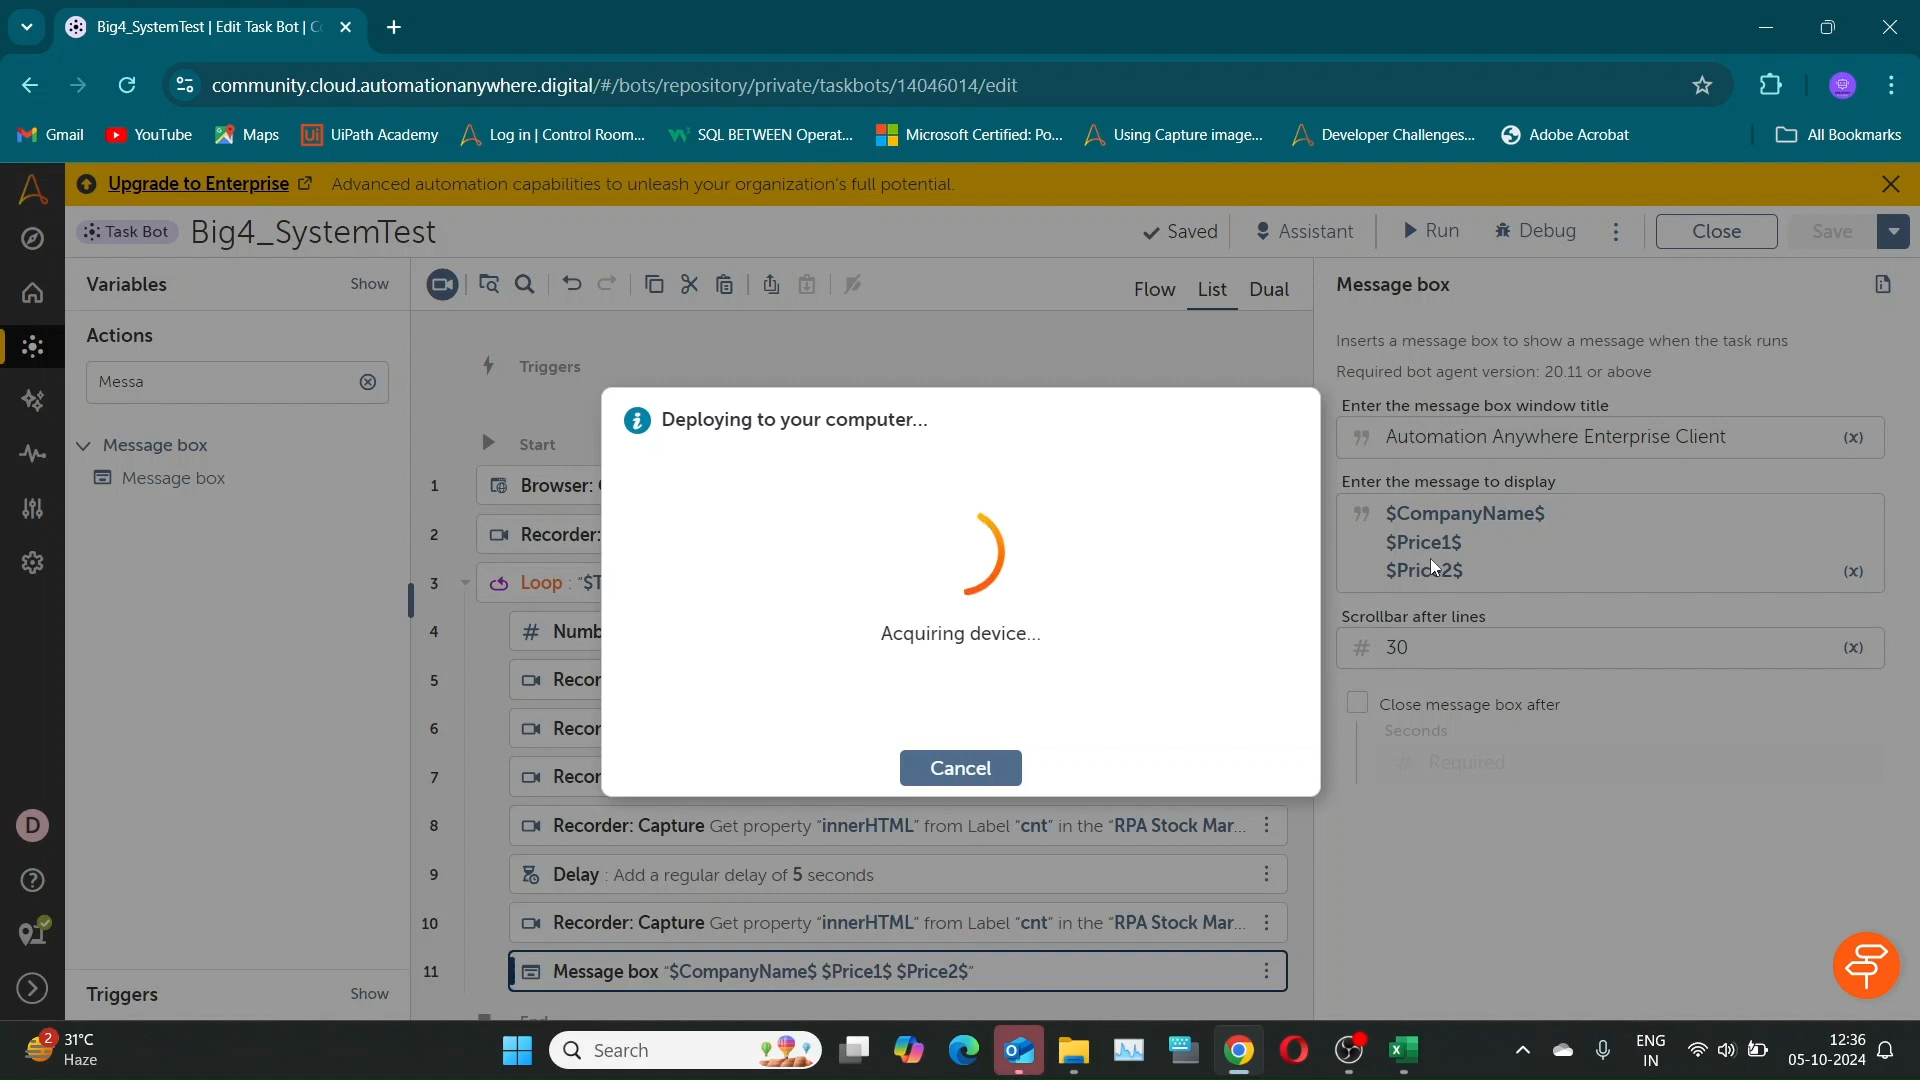 Big4_SystemTest | Edit Task Bot | C
community.cloud.automationanywhere.digital/#/bots/repository/private/taskbots/14046014/edit
Gmail YouTube Maps UiPath Academy Log in | Control Room... SQL BETWEEN Operat... Microsoft Certified: Po... Using Capture image... Developer Challenges... Adobe Acrobat All Bookmarks
Upgrade to Enterprise Advanced automation capabilities to unleash your organization's full potential.
Task Bot Big4_SystemTest Saved Assistant Run Debug Close Save
Variables Show
Flow List Dual
Message box
Actions
Messa
Message box
Message box
Triggers
Start
1 Browser:
2 Recorder:
3 Loop : "$T
4 Numb
5 Recor
6 Recor
7 Recor
8 Recorder: Capture Get property "innerHTML" from Label "cnt" in the "RPA Stock Mar...
9 Delay : Add a regular delay of 5 seconds
10 Recorder: Capture Get property "innerHTML" from Label "cnt" in the "RPA Stock Mar...
11 Message box "$CompanyName$ $Price1$ $Price2$"
Deploying to your computer...
Acquiring device...
Cancel
Inserts a message box to show a message when the task runs
Required bot agent version: 20.11 or above
Enter the message box window title
Automation Anywhere Enterprise Client (x)
Enter the message to display
$CompanyName$
$Price1$
$Price2$ (x)
Scrollbar after lines
# 30 (x)
Close message box after
Seconds
# Required
D
Triggers Show
2 31°C
Haze
Search
ENG
IN
12:36
05-10-2024